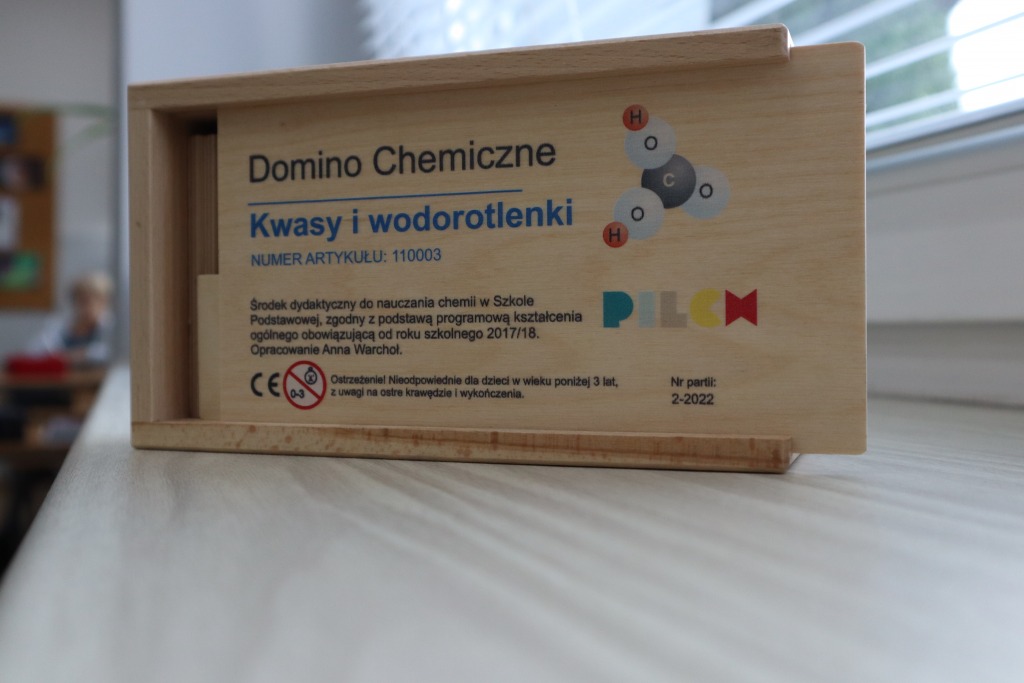 Domino Chemiczne
Kwasy i wodorotlenki
NUMER ARTYKUŁU: 110003
H
O
C
O
O
H
Środek dydaktyczny do nauczania chemii w Szkole
Podstawowej, zgodny z podstawą programową kształcenia
ogólnego obowiązującą od roku szkolnego 2017/18.
Opracowanie Anna Warchoł.
PILCH
CE
0-3
Ostrzeżenie! Nieodpowiednie dla dzieci w wieku poniżej 3 lat,
z uwagi na ostre krawędzie i wykończenia.
Nr partii:
2-2022